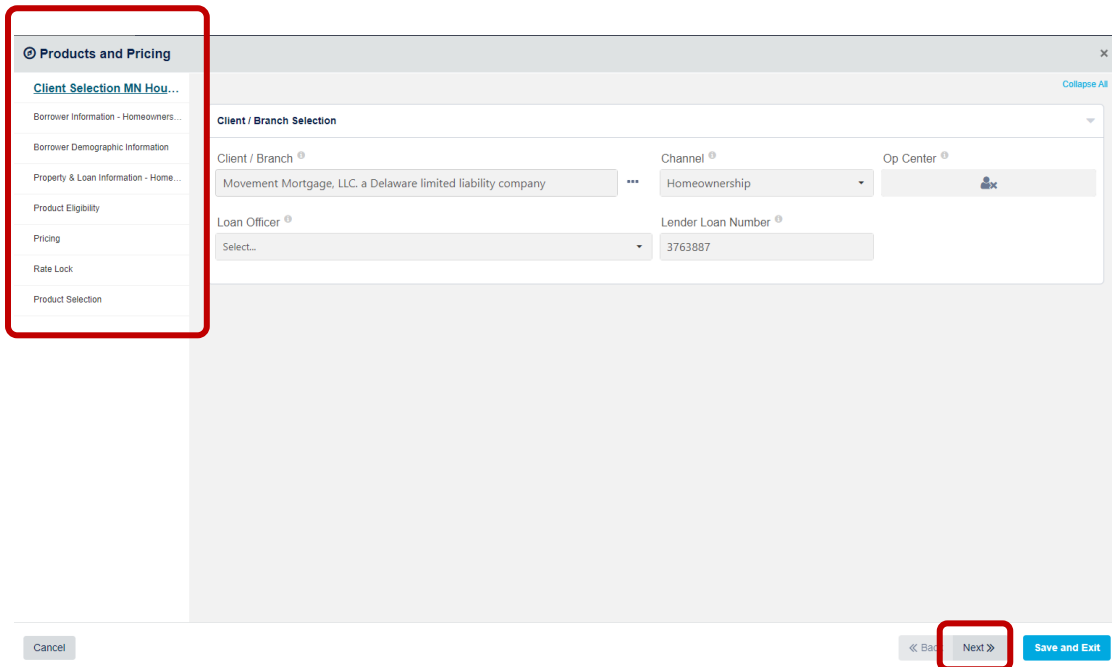 Products and Pricing
×
Client Selection MN Hou...
Borrower Information - Homeowners...
Borrower Demographic Information
Property & Loan Information - Home...
Product Eligibility
Pricing
Rate Lock
Product Selection
Collapse All
Client / Branch Selection
Client / Branch
Channel
Op Center
Movement Mortgage, LLC. a Delaware limited liability company
Homeownership
Loan Officer
Lender Loan Number
Select...
3763887
Cancel
« Bac
Next »
Save and Exit